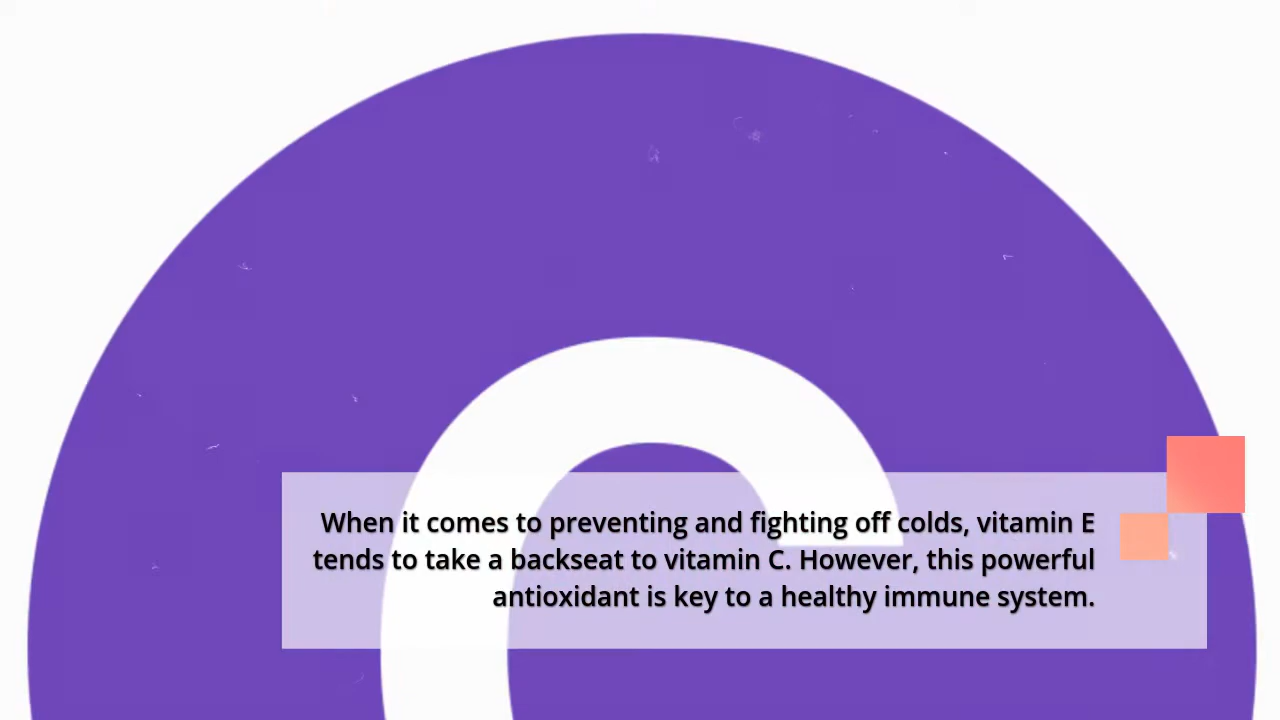 When it comes to preventing and fighting off colds, vitamin E
tends to take a backseat to vitamin C. However, this powerful
antioxidant is key to a healthy immune system.